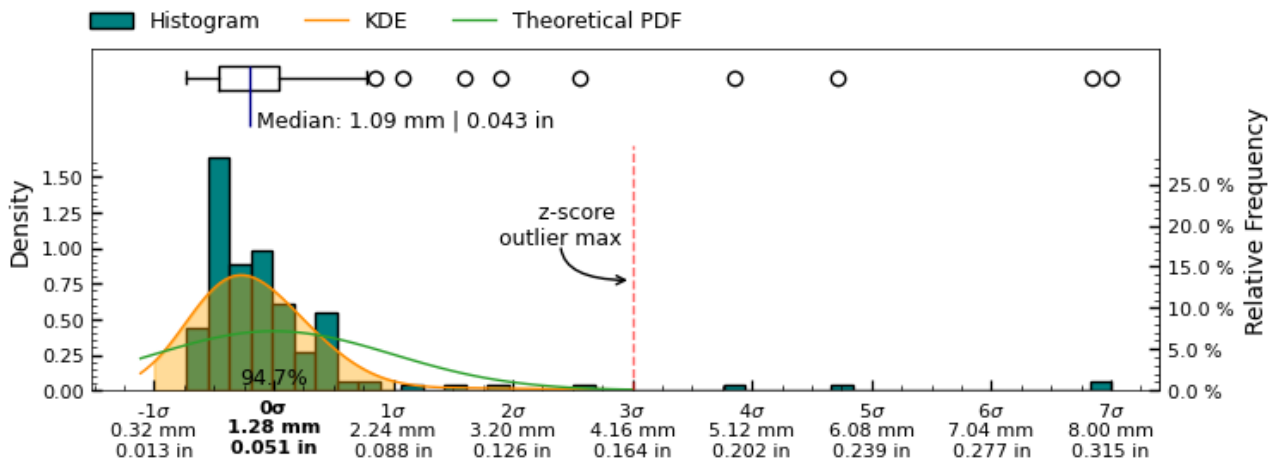 Histogram KDE Theoretical PDF
Median: 1.09 mm | 0.043 in
Density
Relative Frequency
1.50
1.25
1.00
0.75
0.50
0.25
0.00
25.0 %
20.0 %
15.0 %
10.0 %
5.0 %
0.0 %
z-score
outlier max
94.7%
-1σ 0σ 1σ 2σ 3σ 4σ 5σ 6σ 7σ
0.32 mm 1.28 mm 2.24 mm 3.20 mm 4.16 mm 5.12 mm 6.08 mm 7.04 mm 8.00 mm
0.013 in 0.051 in 0.088 in 0.126 in 0.164 in 0.202 in 0.239 in 0.277 in 0.315 in